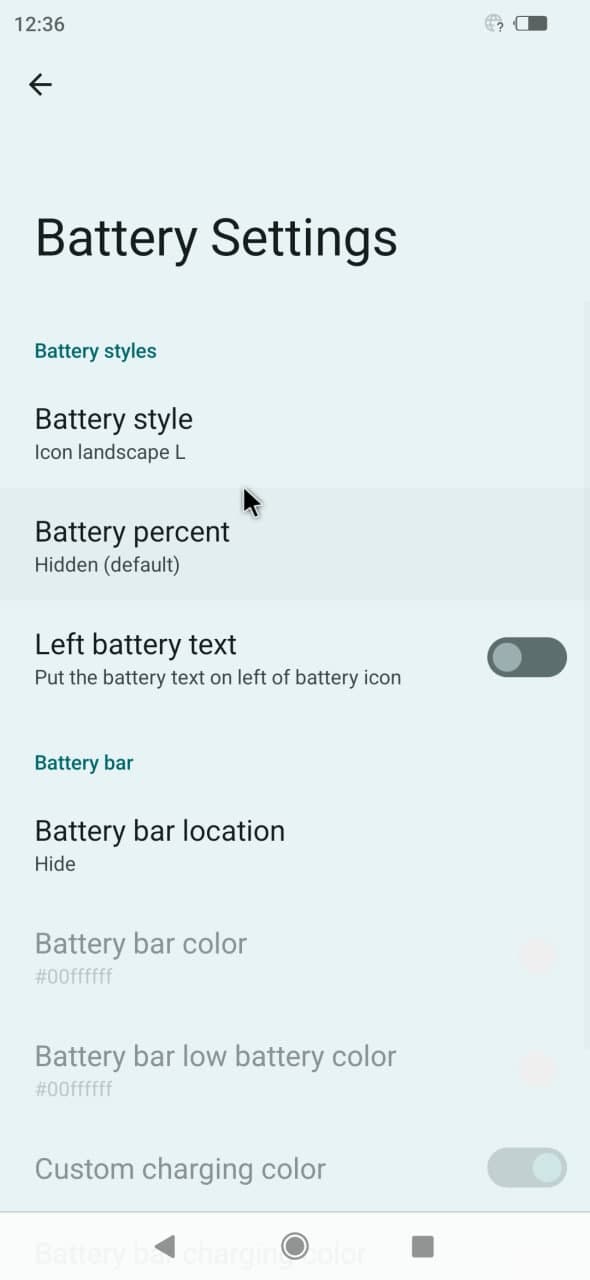 12:36
Battery Settings
Battery styles
Battery style
Icon landscape L
Battery percent
Hidden (default)
Left battery text
Put the battery text on left of battery icon
Battery bar
Battery bar location
Hide
Battery bar color
#00ffffff
Battery bar low battery color
#00ffffff
Custom charging color
Battery bar charging color